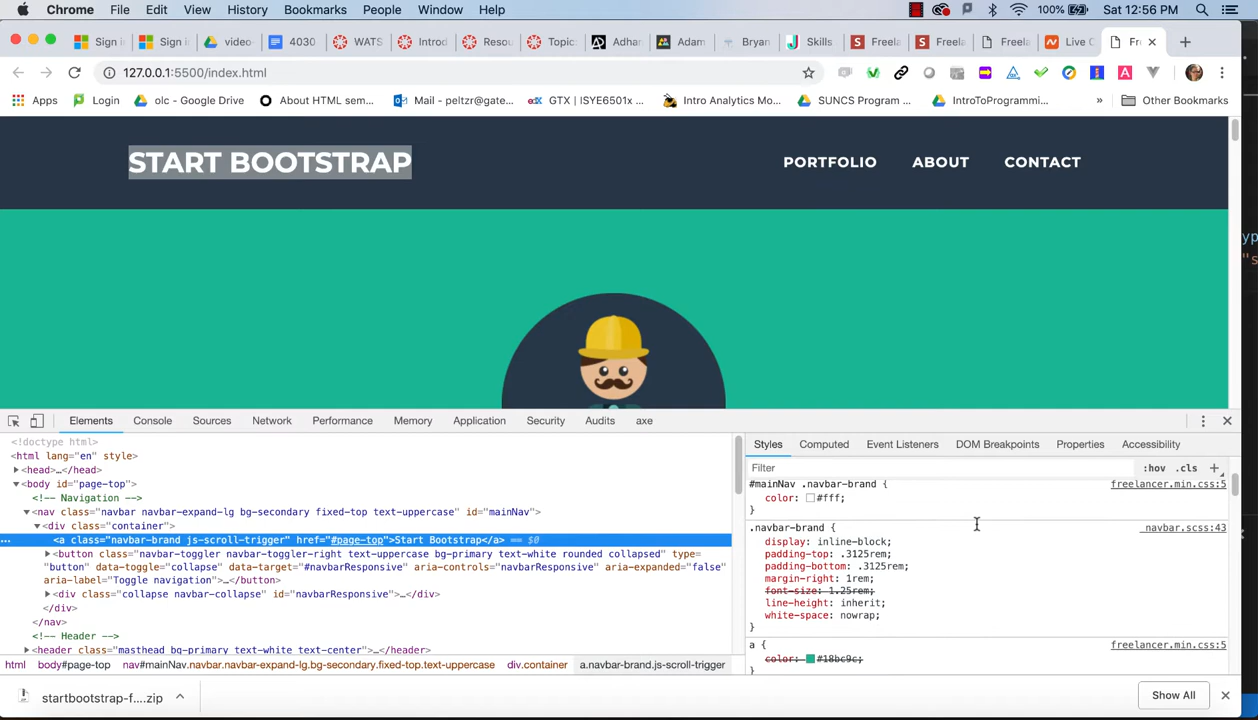 Chrome File Edit View History Bookmarks People Window Help 100% Sat 12:56 PM
Sign i Sign i video- 4030 WATS Introd Resou Topic: Adhar Adam Bryan Skills Freela Freela Freela Live C Fr
127.0.0.1:5500/index.html
Apps Login olc - Google Drive About HTML sem... Mail - peltzr@gate... GTX | ISYE6501x ... Intro Analytics Mo... SUNCS Program ... IntroToProgrammi... » Other Bookmarks
START BOOTSTRAP PORTFOLIO ABOUT CONTACT
Elements Console Sources Network Performance Memory Application Security Audits axe
<!doctype html>
<html lang="en" style>
<head>…</head>
<body id="page-top">
<!-- Navigation -->
<nav class="navbar navbar-expand-lg bg-secondary fixed-top text-uppercase" id="mainNav">
<div class="container">
<a class="navbar-brand js-scroll-trigger" href="#page-top">Start Bootstrap</a> == $0
<button class="navbar-toggler navbar-toggler-right text-uppercase bg-primary text-white rounded collapsed" type=
"button" data-toggle="collapse" data-target="#navbarResponsive" aria-controls="navbarResponsive" aria-expanded="false"
aria-label="Toggle navigation">…</button>
<div class="collapse navbar-collapse" id="navbarResponsive">…</div>
</div>
</nav>
<!-- Header -->
<header class="masthead bg-primary text-white text-center">
html body#page-top nav#mainNav.navbar.navbar-expand-lg.bg-secondary.fixed-top.text-uppercase div.container a.navbar-brand.js-scroll-trigger
Styles Computed Event Listeners DOM Breakpoints Properties Accessibility
Filter :hov .cls +
#mainNav .navbar-brand { freelancer.min.css:5
color: #fff;
}
.navbar-brand { _navbar.scss:43
display: inline-block;
padding-top: .3125rem;
padding-bottom: .3125rem;
margin-right: 1rem;
font-size: 1.25rem;
line-height: inherit;
white-space: nowrap;
}
a { freelancer.min.css:5
color: #18bc9c;
startbootstrap-f....zip Show All
yp
"s